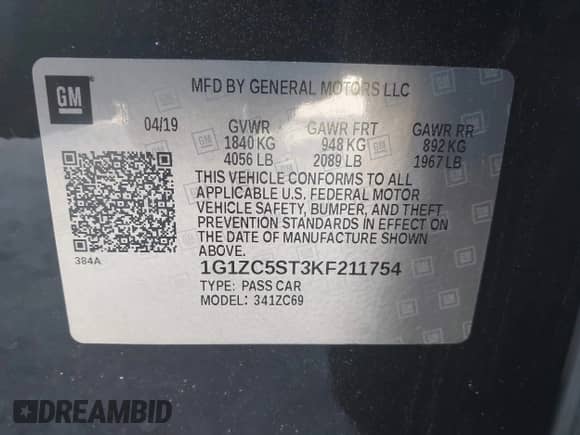 GM
MFD BY GENERAL MOTORS LLC
04/19 GVWR GAWR FRT GAWR RR
1840 KG 948 KG 892 KG
4056 LB 2089 LB 1967 LB
THIS VEHICLE CONFORMS TO ALL
APPLICABLE U.S. FEDERAL MOTOR
VEHICLE SAFETY, BUMPER, AND THEFT
PREVENTION STANDARDS IN EFFECT ON
THE DATE OF MANUFACTURE SHOWN
ABOVE.
384A
1G1ZC5ST3KF211754
TYPE: PASS CAR
MODEL: 341ZC69
DREAMBID